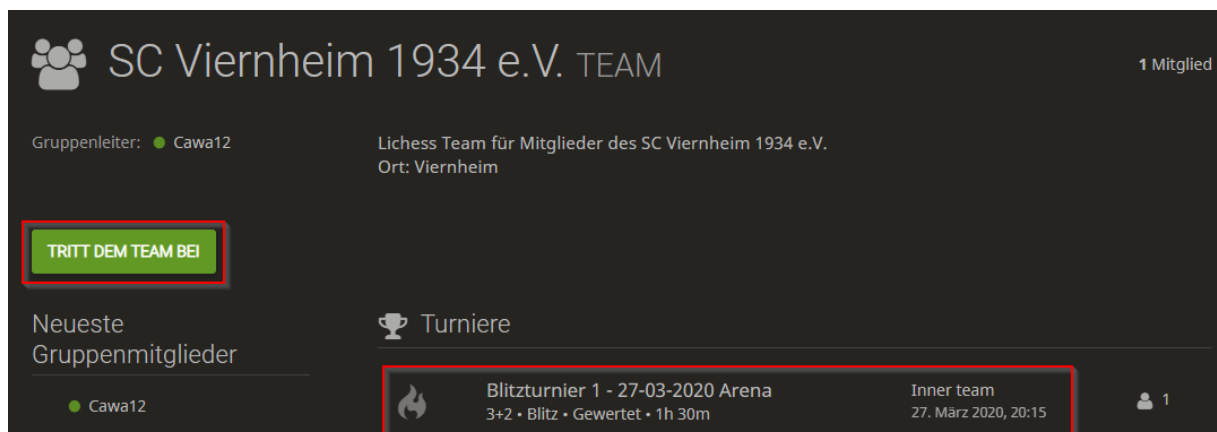 SC Viernheim 1934 e.V. TEAM
1 Mitglied
Gruppenleiter: Cawa12
Lichess Team für Mitglieder des SC Viernheim 1934 e.V.
Ort: Viernheim
TRITT DEM TEAM BEI
Neueste
Gruppenmitglieder
Cawa12
Turniere
Blitzturnier 1 - 27-03-2020 Arena
3+2 • Blitz • Gewertet • 1h 30m
Inner team
27. März 2020, 20:15
1